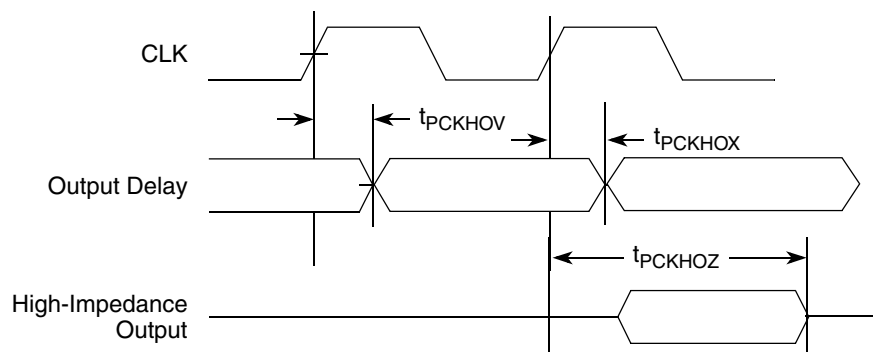 CLK
tPCKHOV
tPCKHOX
Output Delay
tPCKHOZ
High-Impedance
Output